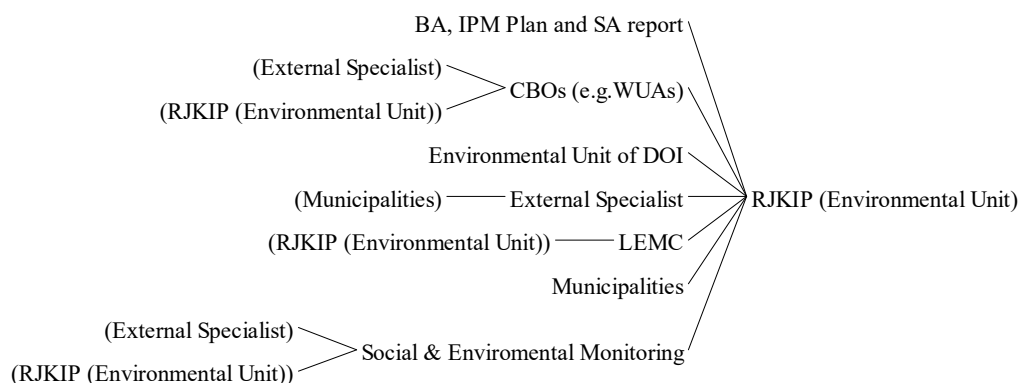 BA, IPM Plan and SA report
(External Specialist)
CBOs (e.g.WUAs)
(RJKIP (Environmental Unit))
Environmental Unit of DOI
(Municipalities)
External Specialist
RJKIP (Environmental Unit)
(RJKIP (Environmental Unit))
LEMC
Municipalities
(External Specialist)
Social & Enviromental Monitoring
(RJKIP (Environmental Unit))